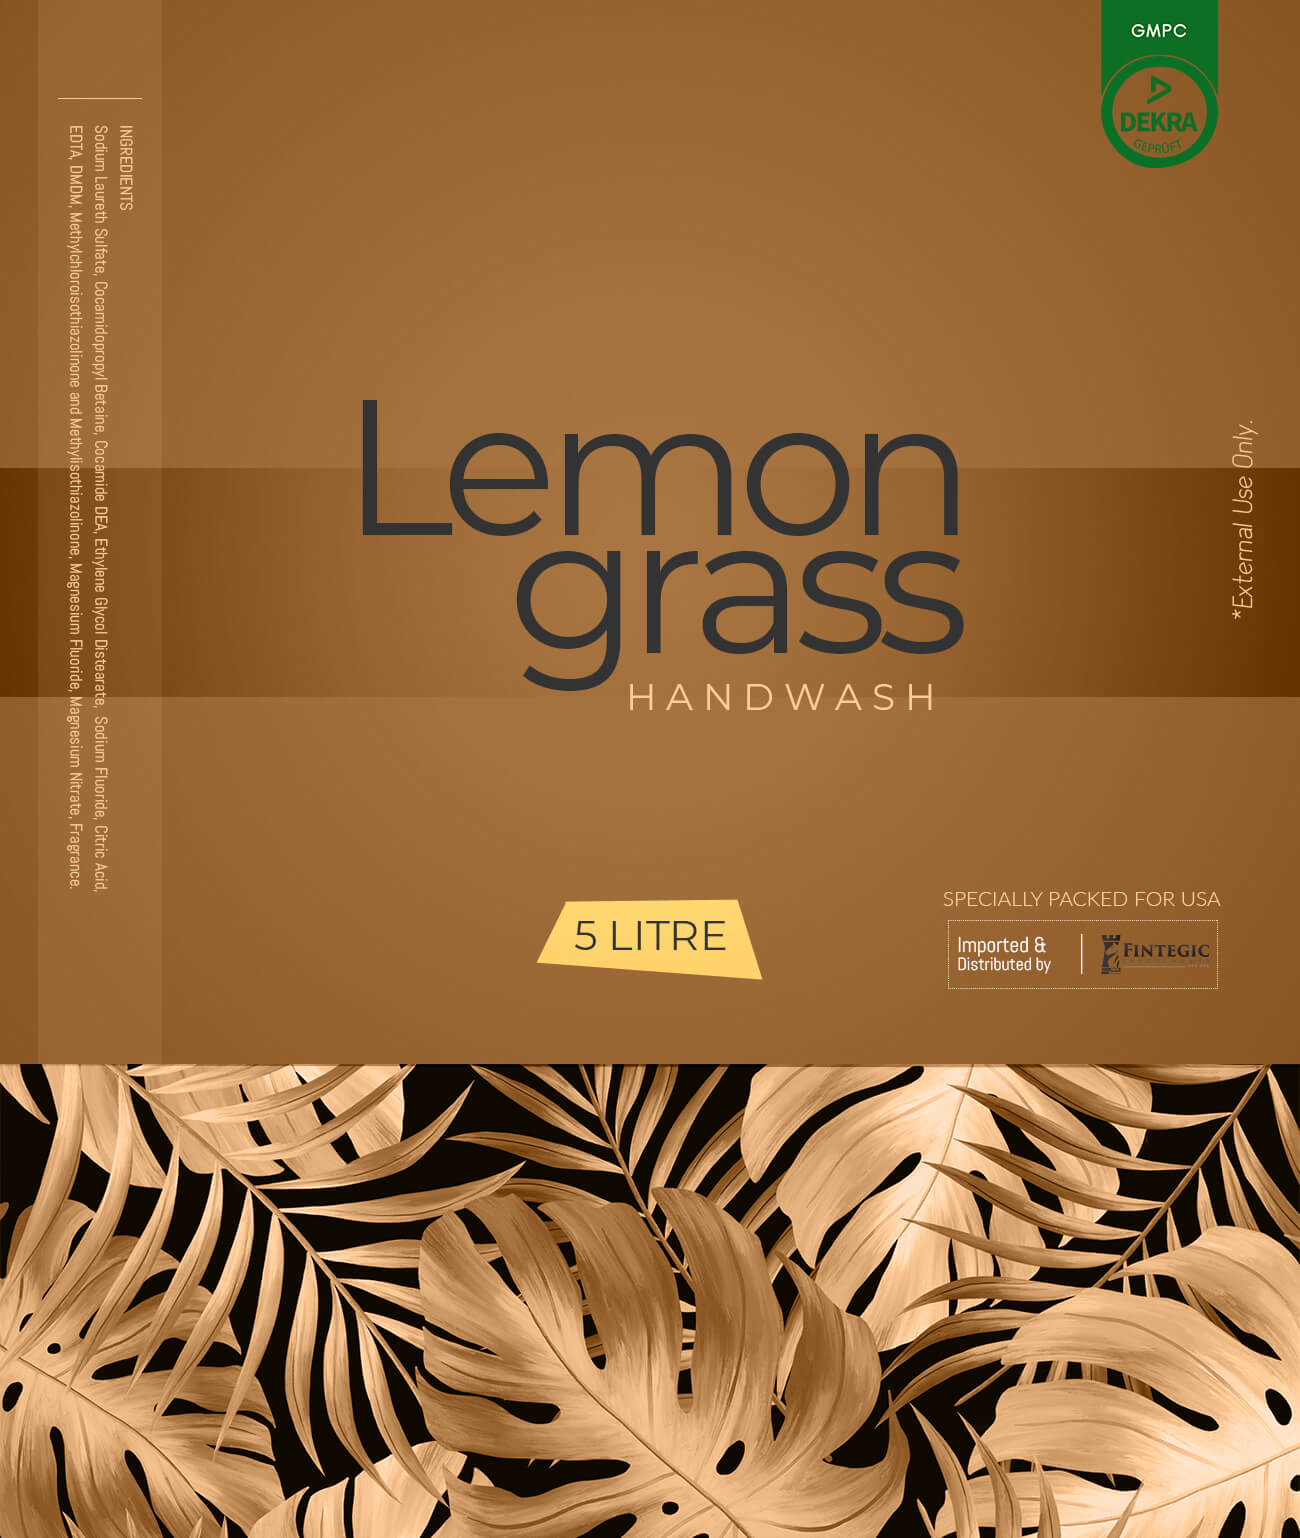 GMPC
DEKRA
GEPRÜFT
INGREDIENTS
Sodium Laureth Sulfate, Cocamidopropyl Betaine, Cocamide DEA, Ethylene Glycol Distearate, Sodium Fluoride, Citric Acid,
EDTA, DMDM, Methylchloroisothiazolinone and Methylisothiazolinone, Magnesium Fluoride, Magnesium Nitrate, Fragrance.
Lemon
grass
HANDWASH
*External Use Only.
5 LITRE
SPECIALLY PACKED FOR USA
Imported &
Distributed by
FINTEGIC